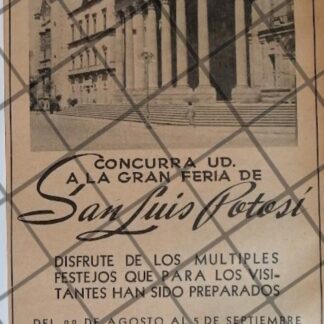 CONCURRA UD.
A LA GRAN FERIA DE
San Luis Potosí
DISFRUTE DE LOS MULTIPLES
FESTEJOS QUE PARA LOS VISI-
TANTES HAN SIDO PREPARADOS
DEL 22 DE AGOSTO AL 5 DE SEPTIEMBRE